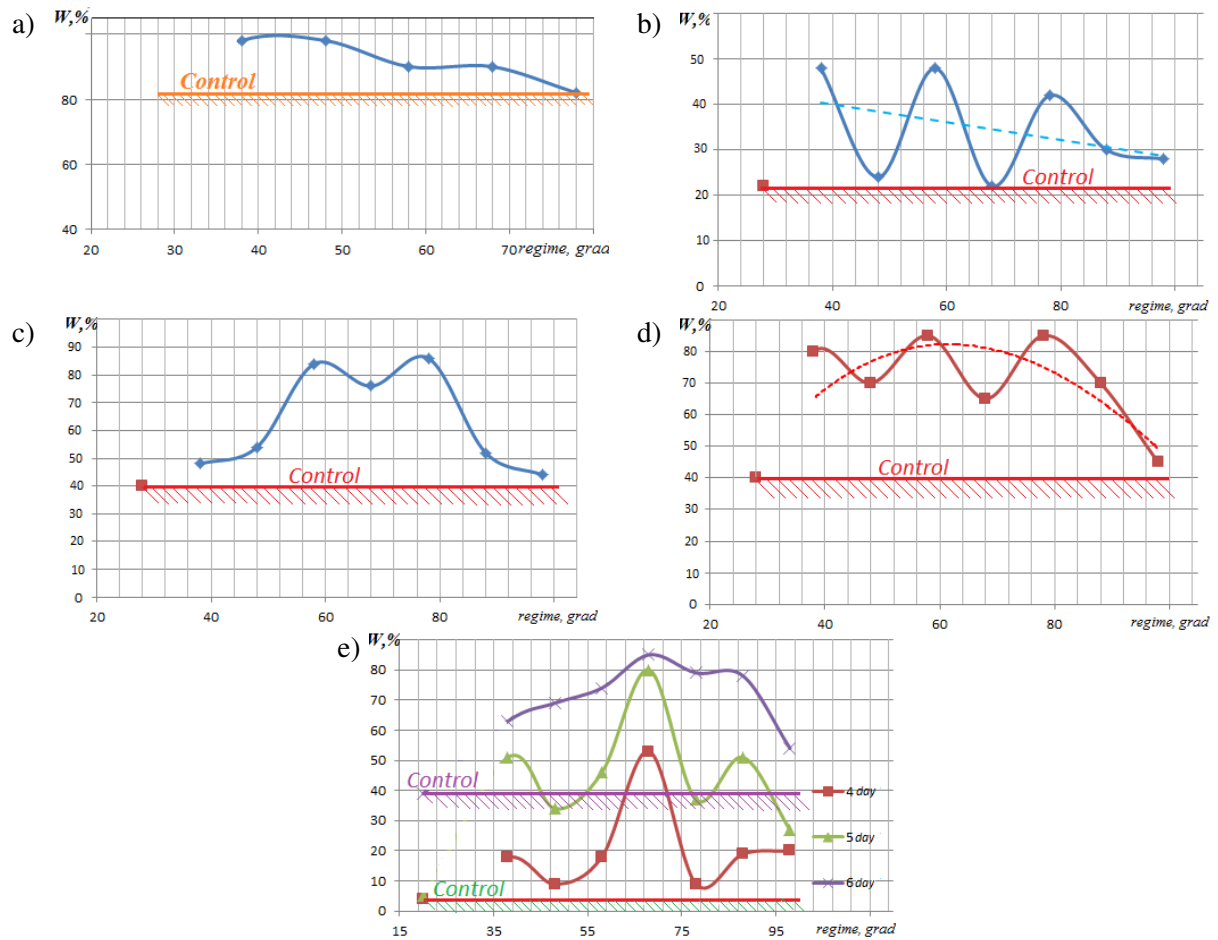 a)
W,%
Control
80
60
40
20 30 40 50 60 70 regime, grad
b)
W,%
50
40
30
Control
20
10
0
20 40 60 80 regime, grad
c)
W,%
90
80
70
60
50
Control
40
30
20
10
0
20 40 60 80 regime, grad
d)
W,%
80
70
60
50
Control
40
30
20
10
0
20 40 60 80 regime, grad
e)
W,%
80
70
60
50
Control
40
4 day
30
5 day
20
10
Control
6 day
0
15 35 55 75 95 regime, grad